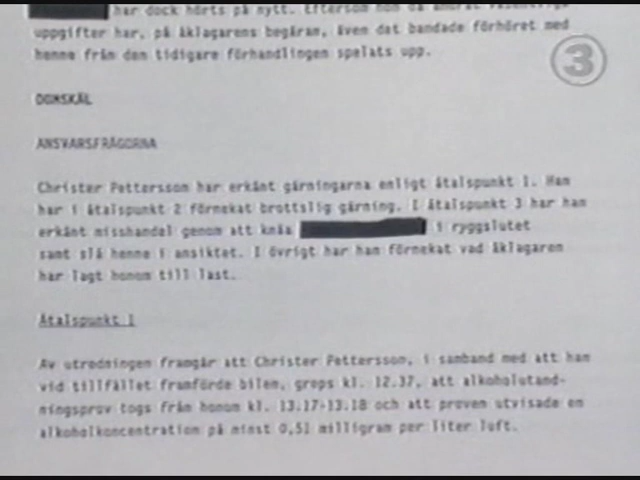 har dock hörts på nytt. Eftersom hon då ändrat väsentliga
uppgifter har, på åklagarens begäran, även det bandade förhöret med
henne från den tidigare förhandlingen spelats upp.
3
DOMSKÄL
ANSVARSFRÅGORNA
Christer Pettersson har erkänt gärningarna enligt åtalspunkt 1. Han
har i åtalspunkt 2 förnekat brottslig gärning. I åtalspunkt 3 har han
erkänt misshandel genom att knäa i ryggslutet
samt slå henne i ansiktet. I övrigt har han förnekat vad åklagaren
har lagt honom till last.
Åtalspunkt 1
Av utredningen framgår att Christer Pettersson, i samband med att han
vid tillfället framförde bilen, greps kl. 12.37, att alkoholutand-
ningsprov togs från honom kl. 13.17-13.18 och att proven utvisade en
alkoholkoncentration på minst 0,51 milligram per liter luft.